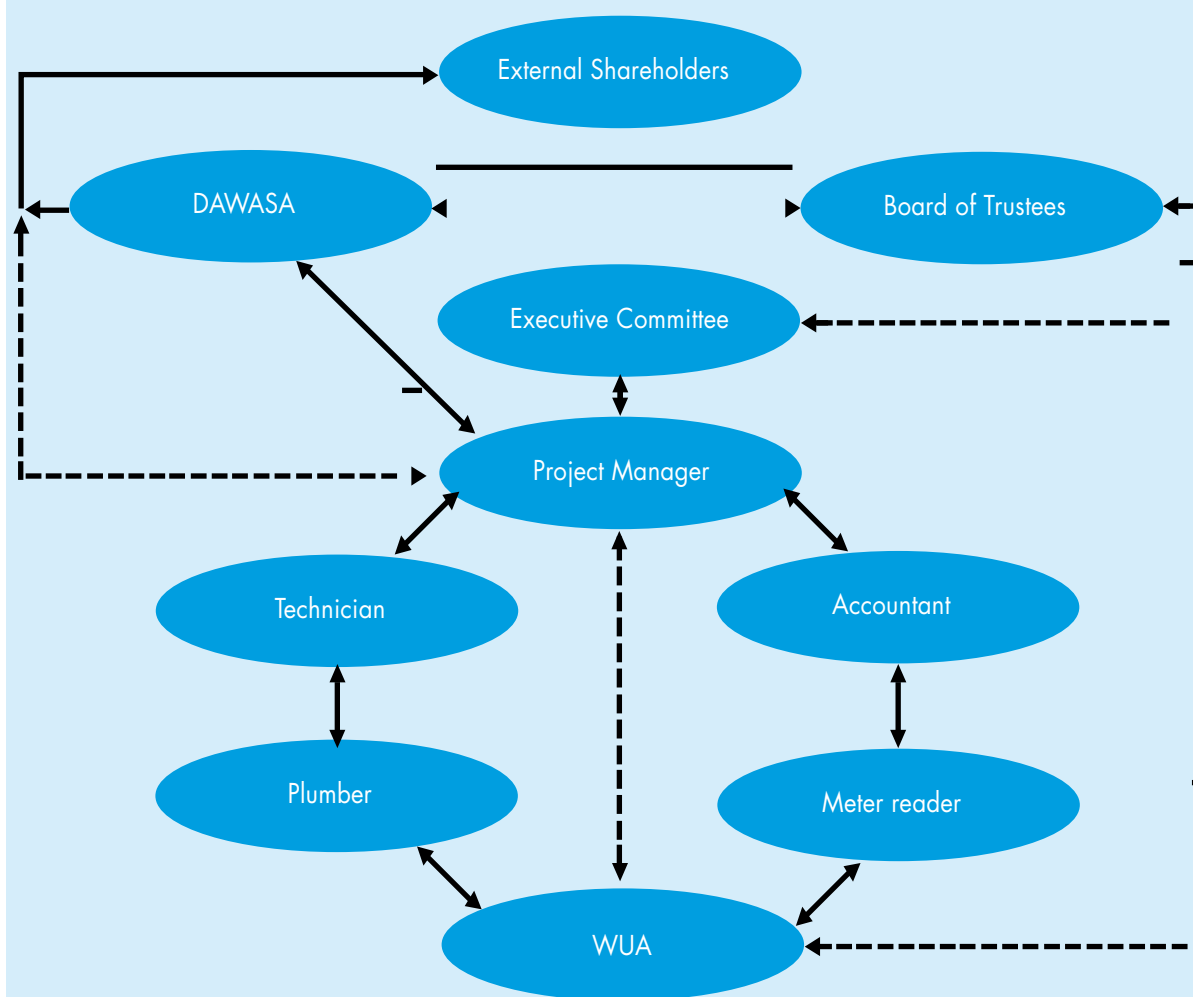 External Shareholders
DAWASA
Board of Trustees
Executive Committee
Project Manager
Technician
Accountant
Plumber
Meter reader
WUA